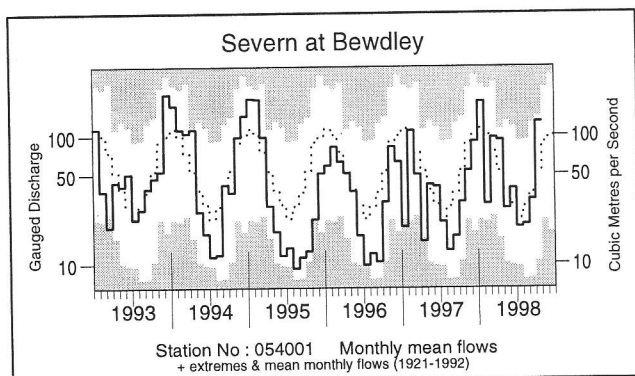 Severn at Bewdley
Gauged Discharge
100
50
10
100
50
10
Cubic Metres per Second
1993 1994 1995 1996 1997 1998
Station No : 054001 Monthly mean flows
+ extremes & mean monthly flows (1921-1992)